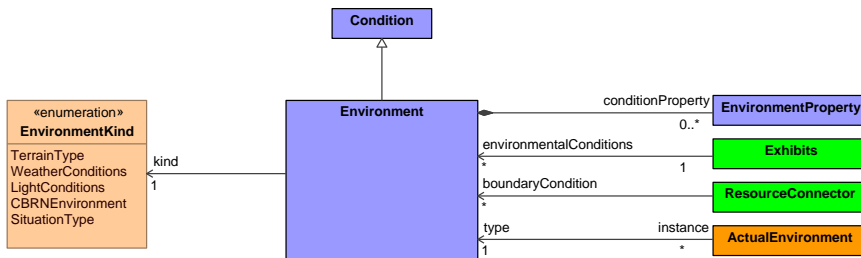 Condition
«enumeration»
EnvironmentKind
TerrainType
WeatherConditions
LightConditions
CBRNEnvironment
SituationType
kind
1
Environment
conditionProperty
0..*
EnvironmentProperty
environmentalConditions
*
1
Exhibits
boundaryCondition
*
ResourceConnector
type
1
instance
*
ActualEnvironment